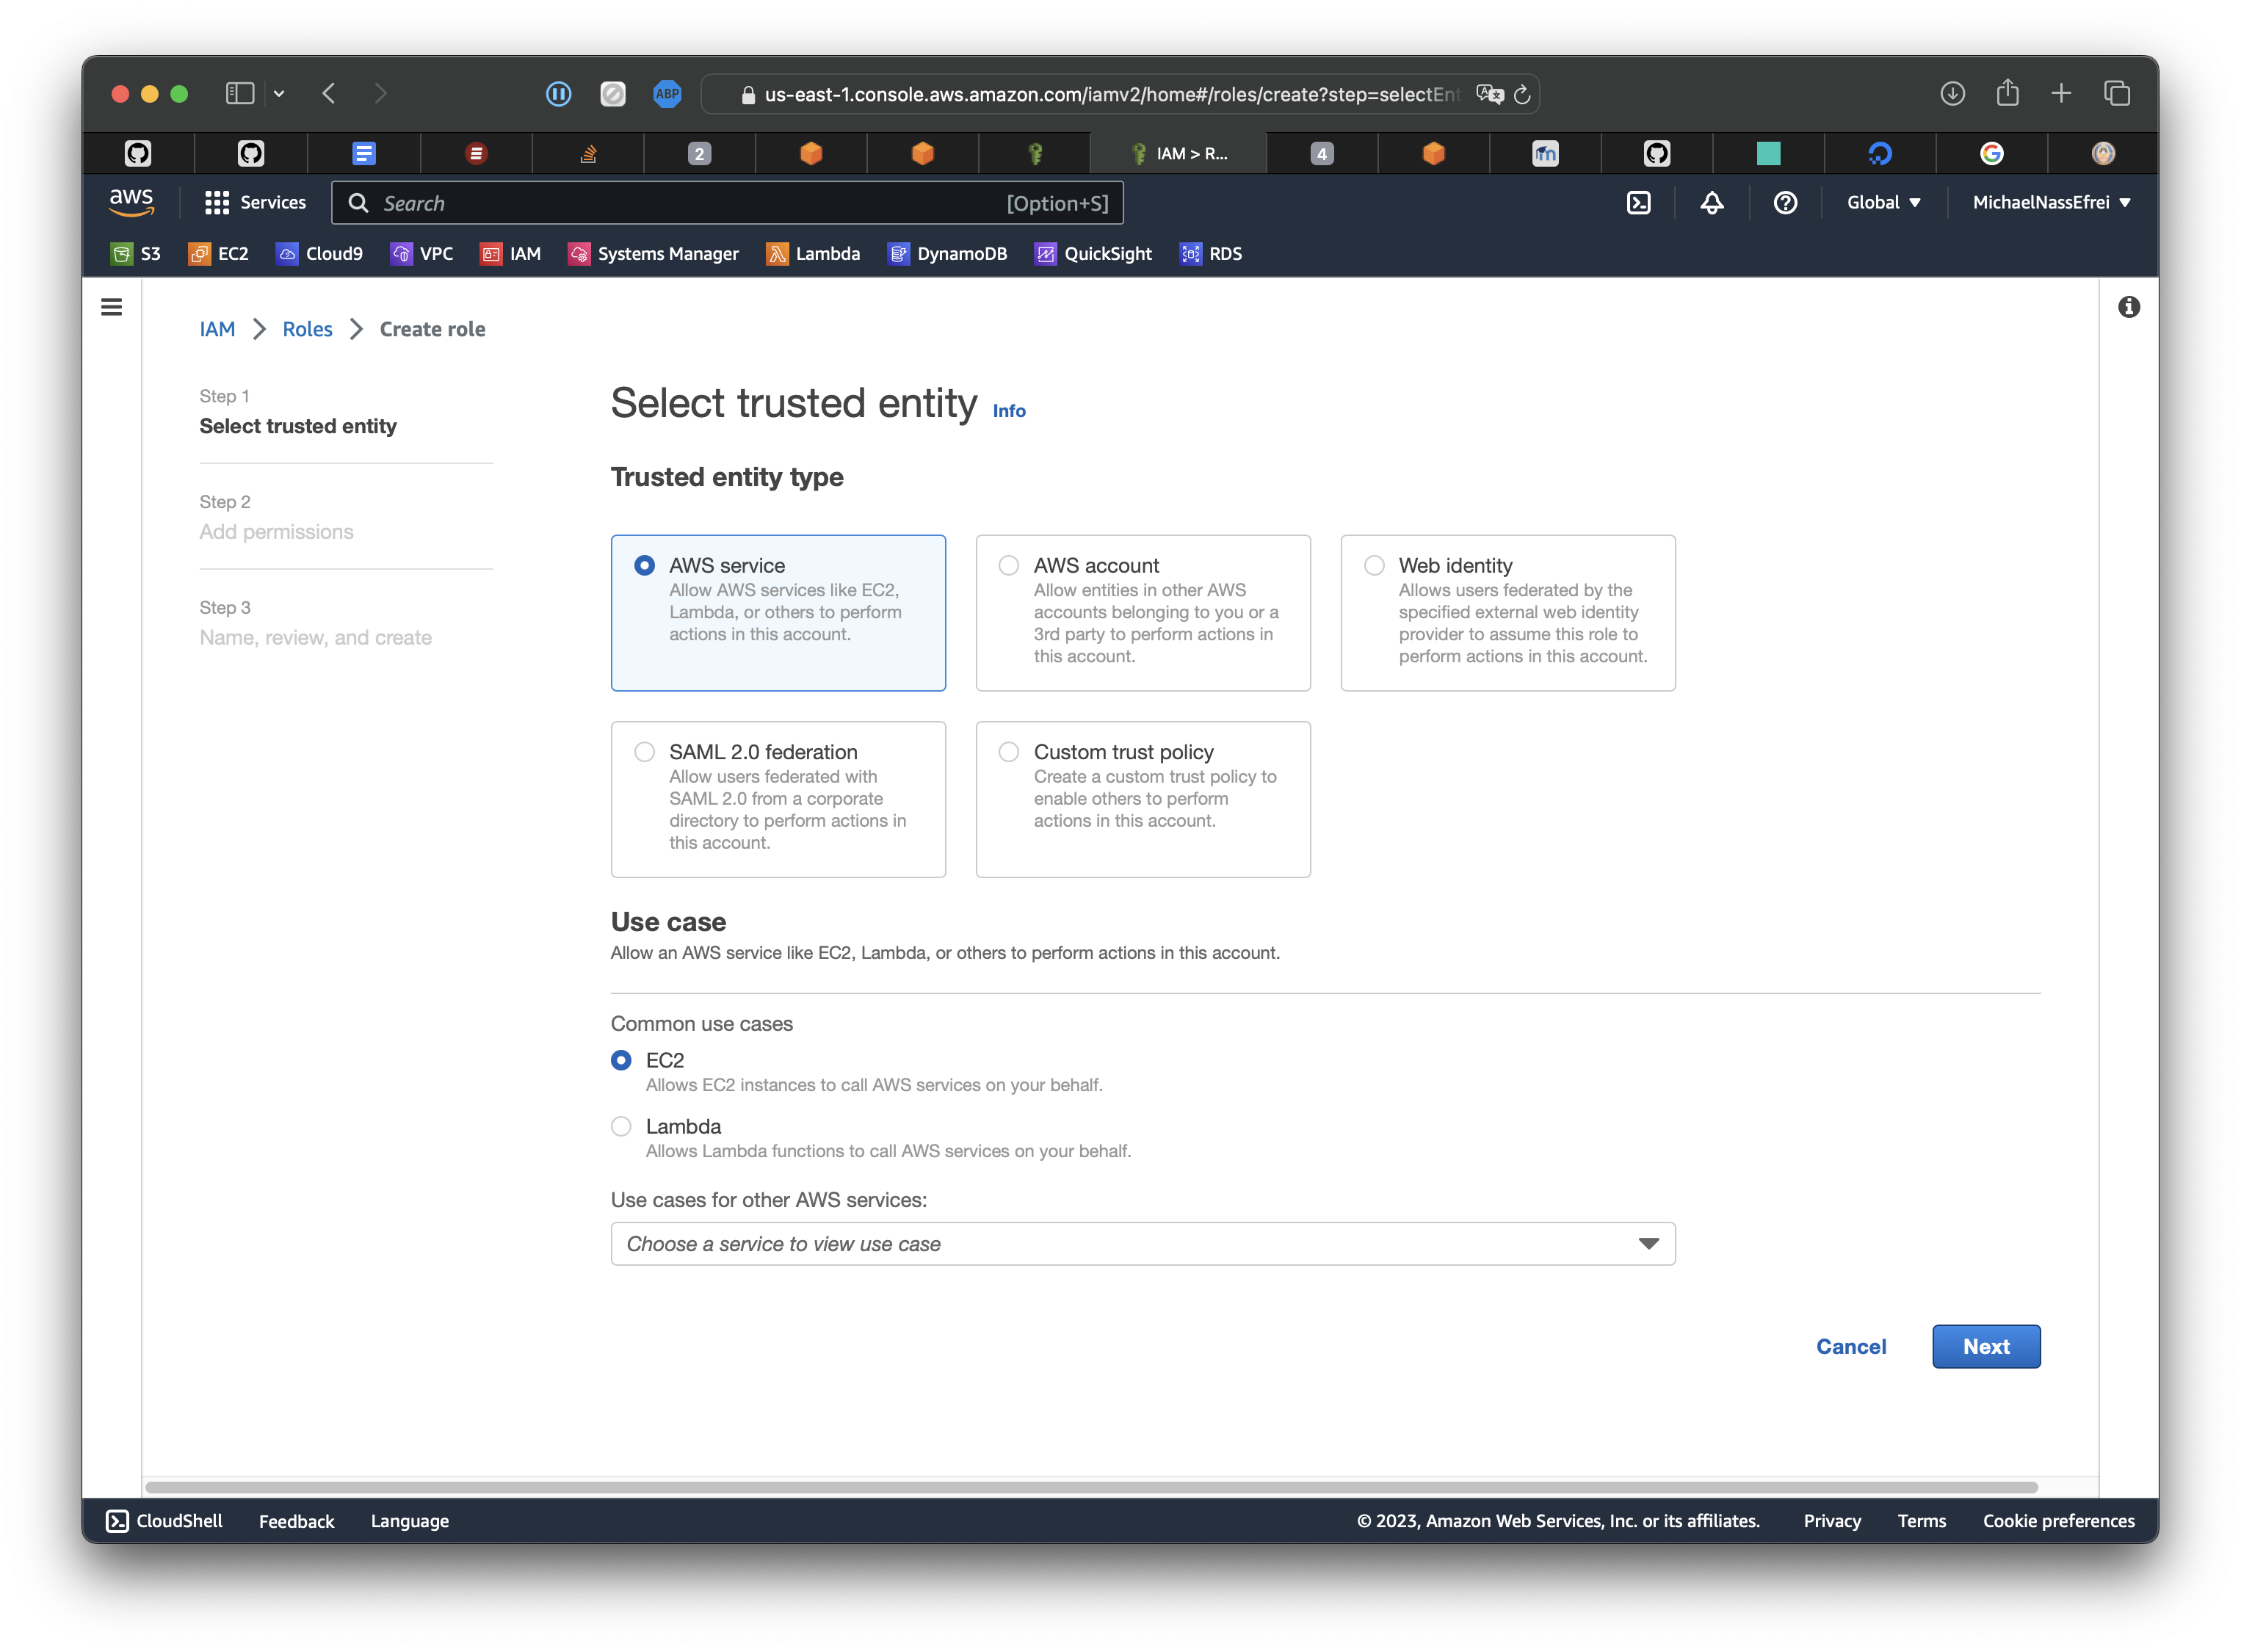 ABP
us-east-1.console.aws.amazon.com/iamv2/home#/roles/create?step=selectEnt
2
IAM > R...
4
aws
Services
Search
[Option+S]
Global
MichaelNassEfrei
S3
EC2
Cloud9
VPC
IAM
Systems Manager
Lambda
DynamoDB
QuickSight
RDS
IAM > Roles > Create role
Step 1
Select trusted entity
Step 2
Add permissions
Step 3
Name, review, and create
Select trusted entity Info
Trusted entity type
AWS service
Allow AWS services like EC2,
Lambda, or others to perform
actions in this account.
AWS account
Allow entities in other AWS
accounts belonging to you or a
3rd party to perform actions in
this account.
Web identity
Allows users federated by the
specified external web identity
provider to assume this role to
perform actions in this account.
SAML 2.0 federation
Allow users federated with
SAML 2.0 from a corporate
directory to perform actions in
this account.
Custom trust policy
Create a custom trust policy to
enable others to perform
actions in this account.
Use case
Allow an AWS service like EC2, Lambda, or others to perform actions in this account.
Common use cases
EC2
Allows EC2 instances to call AWS services on your behalf.
Lambda
Allows Lambda functions to call AWS services on your behalf.
Use cases for other AWS services:
Choose a service to view use case
Cancel
Next
CloudShell
Feedback
Language
© 2023, Amazon Web Services, Inc. or its affiliates.
Privacy
Terms
Cookie preferences